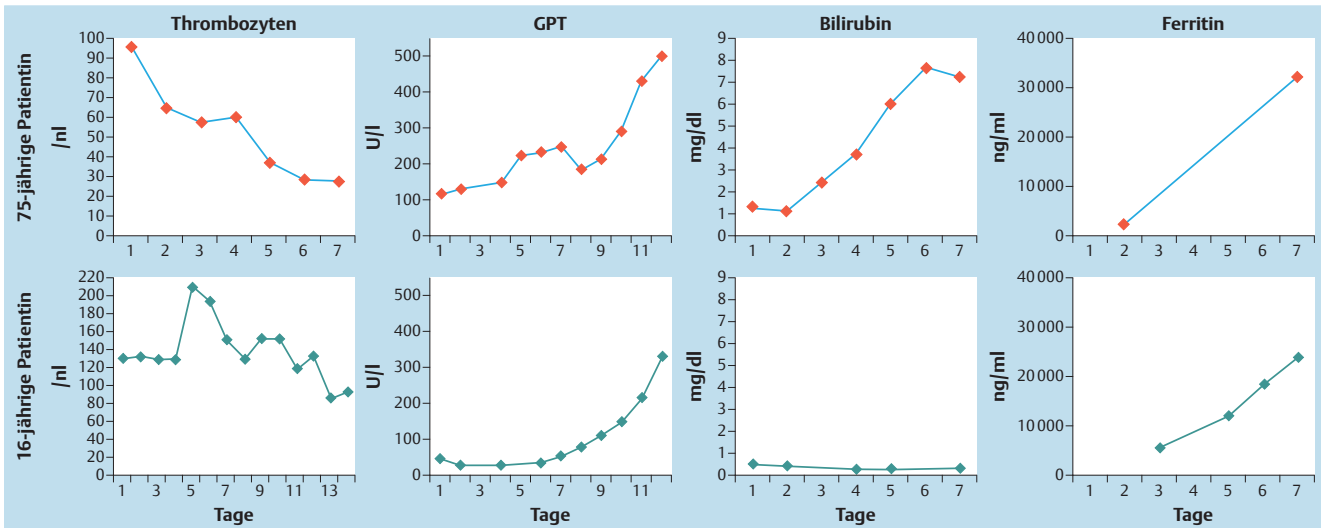 Thrombozyten GPT Bilirubin Ferritin
75-jährige Patientin
/nl
100
90
80
70
60
50
40
30
20
10
0
1 2 3 4 5 6 7
U/l
500
400
300
200
100
0
1 3 5 7 9 11
mg/dl
9
8
7
6
5
4
3
2
1
0
1 2 3 4 5 6 7
ng/ml
40 000
30 000
20 000
10 000
0
1 2 3 4 5 6 7
16-jährige Patientin
/nl
220
200
180
160
140
120
100
80
60
40
20
0
1 3 5 7 9 11 13
Tage
U/l
500
400
300
200
100
0
1 3 5 7 9 11
Tage
mg/dl
9
8
7
6
5
4
3
2
1
0
1 2 3 4 5 6 7
Tage
ng/ml
40 000
30 000
20 000
10 000
0
1 2 3 4 5 6 7
Tage